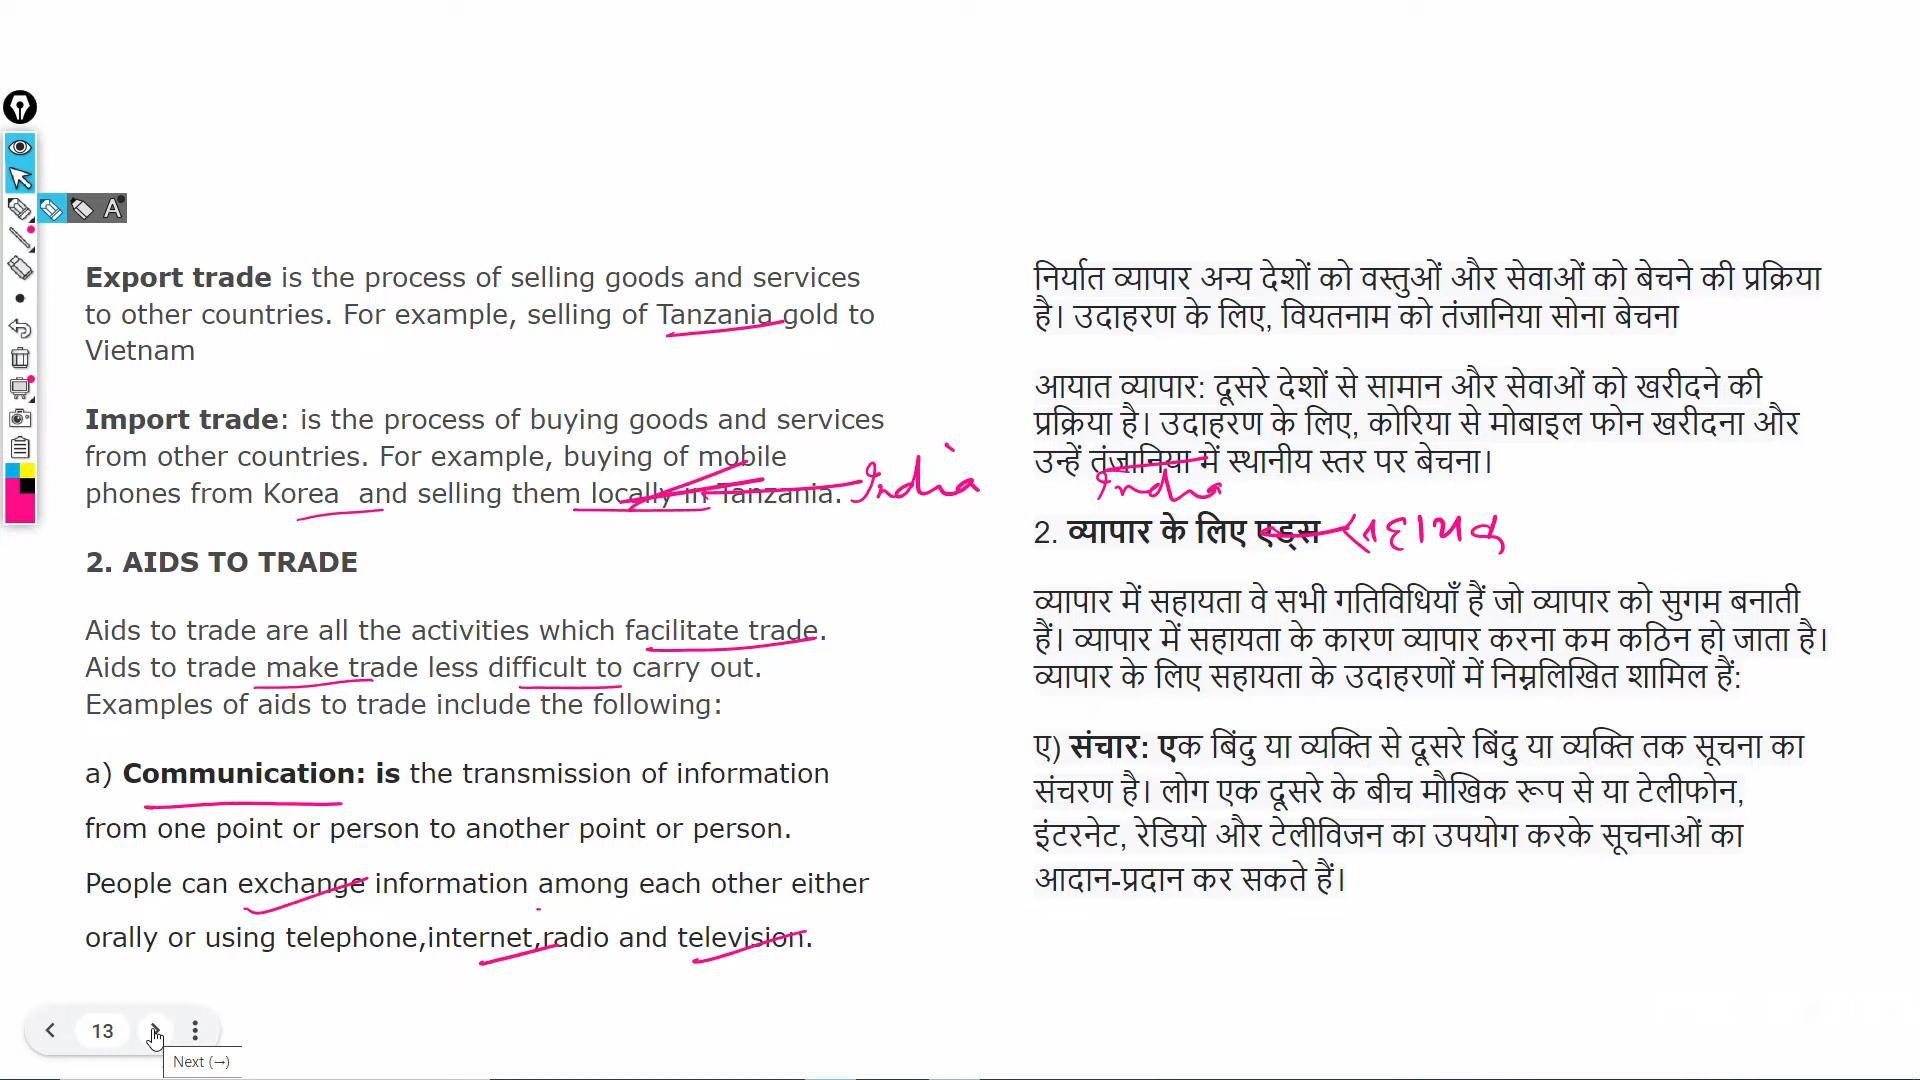 A
Export trade is the process of selling goods and services
to other countries. For example, selling of Tanzania gold to
Vietnam
Import trade: is the process of buying goods and services
from other countries. For example, buying of mobile
phones from Korea and selling them locally in Tanzania. India
2. AIDS TO TRADE
Aids to trade are all the activities which facilitate trade.
Aids to trade make trade less difficult to carry out.
Examples of aids to trade include the following:
a) Communication: is the transmission of information
from one point or person to another point or person.
People can exchange information among each other either
orally or using telephone,internet,radio and television.
निर्यात व्यापार अन्य देशों को वस्तुओं और सेवाओं को बेचने की प्रक्रिया
है। उदाहरण के लिए, वियतनाम को तंजानिया सोना बेचना
आयात व्यापार: दूसरे देशों से सामान और सेवाओं को खरीदने की
प्रक्रिया है। उदाहरण के लिए, कोरिया से मोबाइल फोन खरीदना और
उन्हें तंजानिया में स्थानीय स्तर पर बेचना।
India
2. व्यापार के लिए एड्स सहायक
व्यापार में सहायता वे सभी गतिविधियाँ हैं जो व्यापार को सुगम बनाती
हैं। व्यापार में सहायता के कारण व्यापार करना कम कठिन हो जाता है।
व्यापार के लिए सहायता के उदाहरणों में निम्नलिखित शामिल हैं:
ए) संचार: एक बिंदु या व्यक्ति से दूसरे बिंदु या व्यक्ति तक सूचना का
संचरण है। लोग एक दूसरे के बीच मौखिक रूप से या टेलीफोन,
इंटरनेट, रेडियो और टेलीविजन का उपयोग करके सूचनाओं का
आदान-प्रदान कर सकते हैं।
13
Next (→)